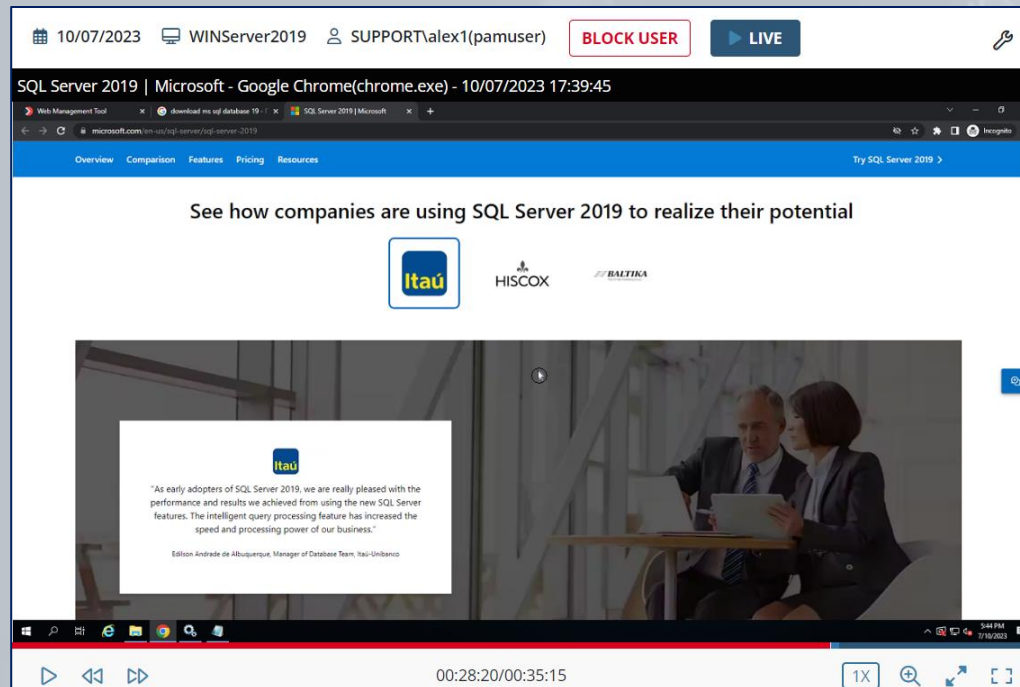 10/07/2023 WINServer2019 SUPPORT\alex1(pamuser) BLOCK USER LIVE
SQL Server 2019 | Microsoft - Google Chrome(chrome.exe) - 10/07/2023 17:39:45
Web Management Tool download ms sql database 19 - SQL Server 2019 | Microsoft
microsoft.com/en-us/sql-server/sql-server-2019 Incognito
Overview Comparison Features Pricing Resources Try SQL Server 2019
See how companies are using SQL Server 2019 to realize their potential
Itaú HISCOX BALTIKA
Itaú
"As early adopters of SQL Server 2019, we are really pleased with the
performance and results we achieved from using the new SQL Server
features. The intelligent query processing feature has increased the
speed and processing power of our business."
Edilson Andrade de Albuquerque, Manager of Database Team, Itaú-Unibanco
5:44 PM
7/10/2023
00:28:20/00:35:15 1X